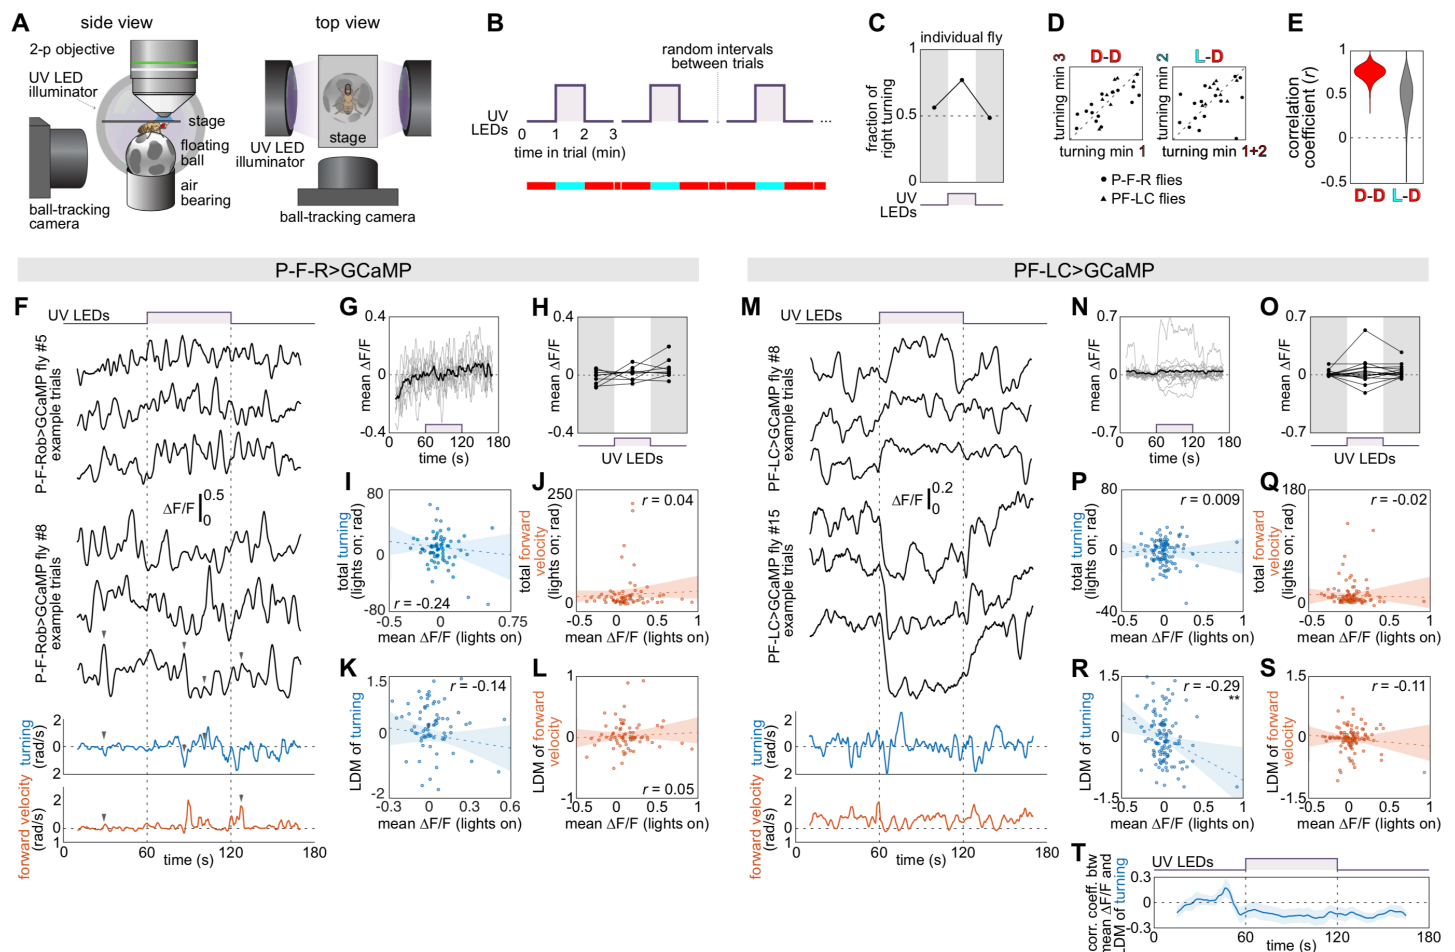 A
side view
top view
2-p objective
UV LED
illuminator
stage
floating
ball
air
bearing
ball-tracking
camera
UV LED
illuminator
stage
ball-tracking camera
B
random intervals
between trials
UV
LEDs
...
0 1 2 3
time in trial (min)
C
individual fly
fraction of
right turning
1
0.5
0
UV
LEDs
D
D-D
L-D
turning min 3
turning min 2
turning min 1
turning min 1+2
P-F-R flies
PF-LC flies
E
correlation
coefficient (r)
1
0.5
0
-0.5
D-D L-D
P-F-R>GCaMP
PF-LC>GCaMP
F
UV LEDs
P-F-Rob>GCaMP fly #5
example trials
ΔF/F
0.5
0
P-F-Rob>GCaMP fly #8
example trials
turning
(rad/s)
2
0
2
forward velocity
(rad/s)
2
0
1
0 60 120 180
time (s)
G
mean ΔF/F
0.4
0
-0.4
0 60 120 180
time (s)
H
mean ΔF/F
0.4
0
-0.4
UV LEDs
I
total turning
(lights on; rad)
80
0
-80
r = -0.24
-0.5 0 0.75
mean ΔF/F (lights on)
J
total forward
velocity
(lights on; rad)
250
0
r = 0.04
-0.5 0 0.5 1
mean ΔF/F (lights on)
K
LDM of turning
1.5
0
-2
r = -0.14
-0.3 0 0.3 0.6
mean ΔF/F (lights on)
L
LDM of forward
velocity
1
0
-1
r = 0.05
-0.5 0 0.5 1
mean ΔF/F (lights on)
M
UV LEDs
PF-LC>GCaMP fly #8
example trials
ΔF/F
0.2
0
PF-LC>GCaMP fly #15
example trials
turning
(rad/s)
2
0
2
forward velocity
(rad/s)
2
0
1
0 60 120 180
time (s)
N
mean ΔF/F
0.7
0
-0.7
0 60 120 180
time (s)
O
mean ΔF/F
0.7
0
-0.7
UV LEDs
P
total turning
(lights on; rad)
80
0
-40
r = 0.009
-0.5 0 0.5 1
mean ΔF/F (lights on)
Q
total forward
velocity
(lights on; rad)
180
0
r = -0.02
-0.5 0 0.5 1
mean ΔF/F (lights on)
R
LDM of turning
1.5
0
-1.5
r = -0.29
**
-0.5 0 0.5 1
mean ΔF/F (lights on)
S
LDM of forward
velocity
1.5
0
-1.5
r = -0.11
-0.5 0 0.5 1
mean ΔF/F (lights on)
T
UV LEDs
corr. coeff. btw
mean ΔF/F and
LDM of turning
0.3
0
-0.3
0 60 120 180
time (s)